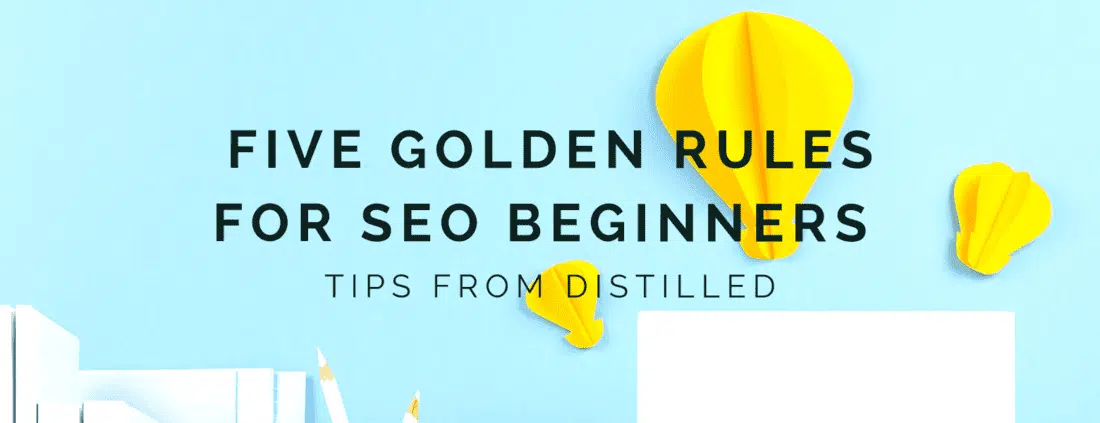 FIVE GOLDEN RULES
FOR SEO BEGINNERS
TIPS FROM DISTILLED